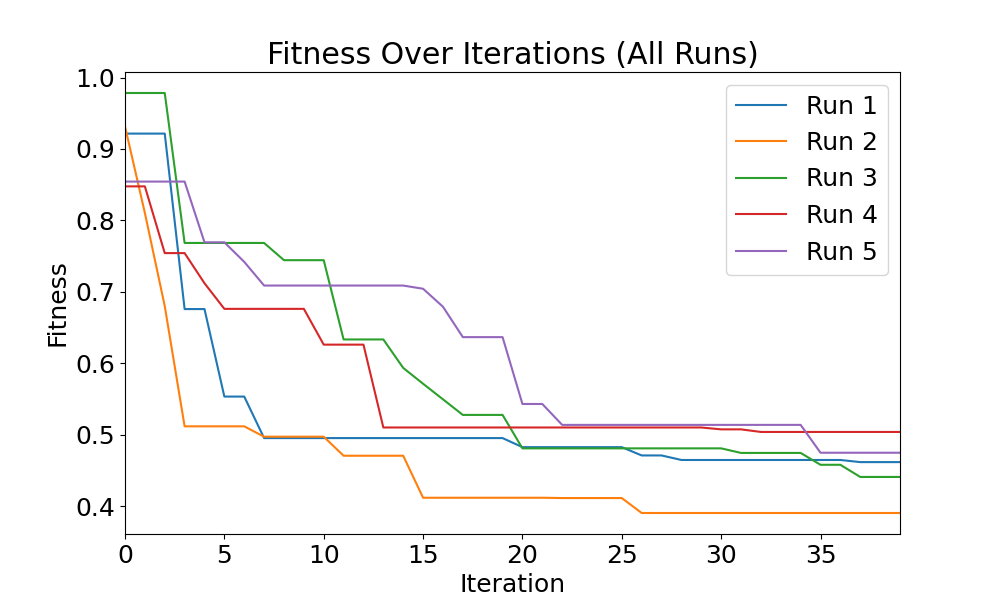 Fitness Over Iterations (All Runs)
1.0
0.9
0.8
0.7
0.6
0.5
0.4
Fitness
Run 1
Run 2
Run 3
Run 4
Run 5
0 5 10 15 20 25 30 35
Iteration